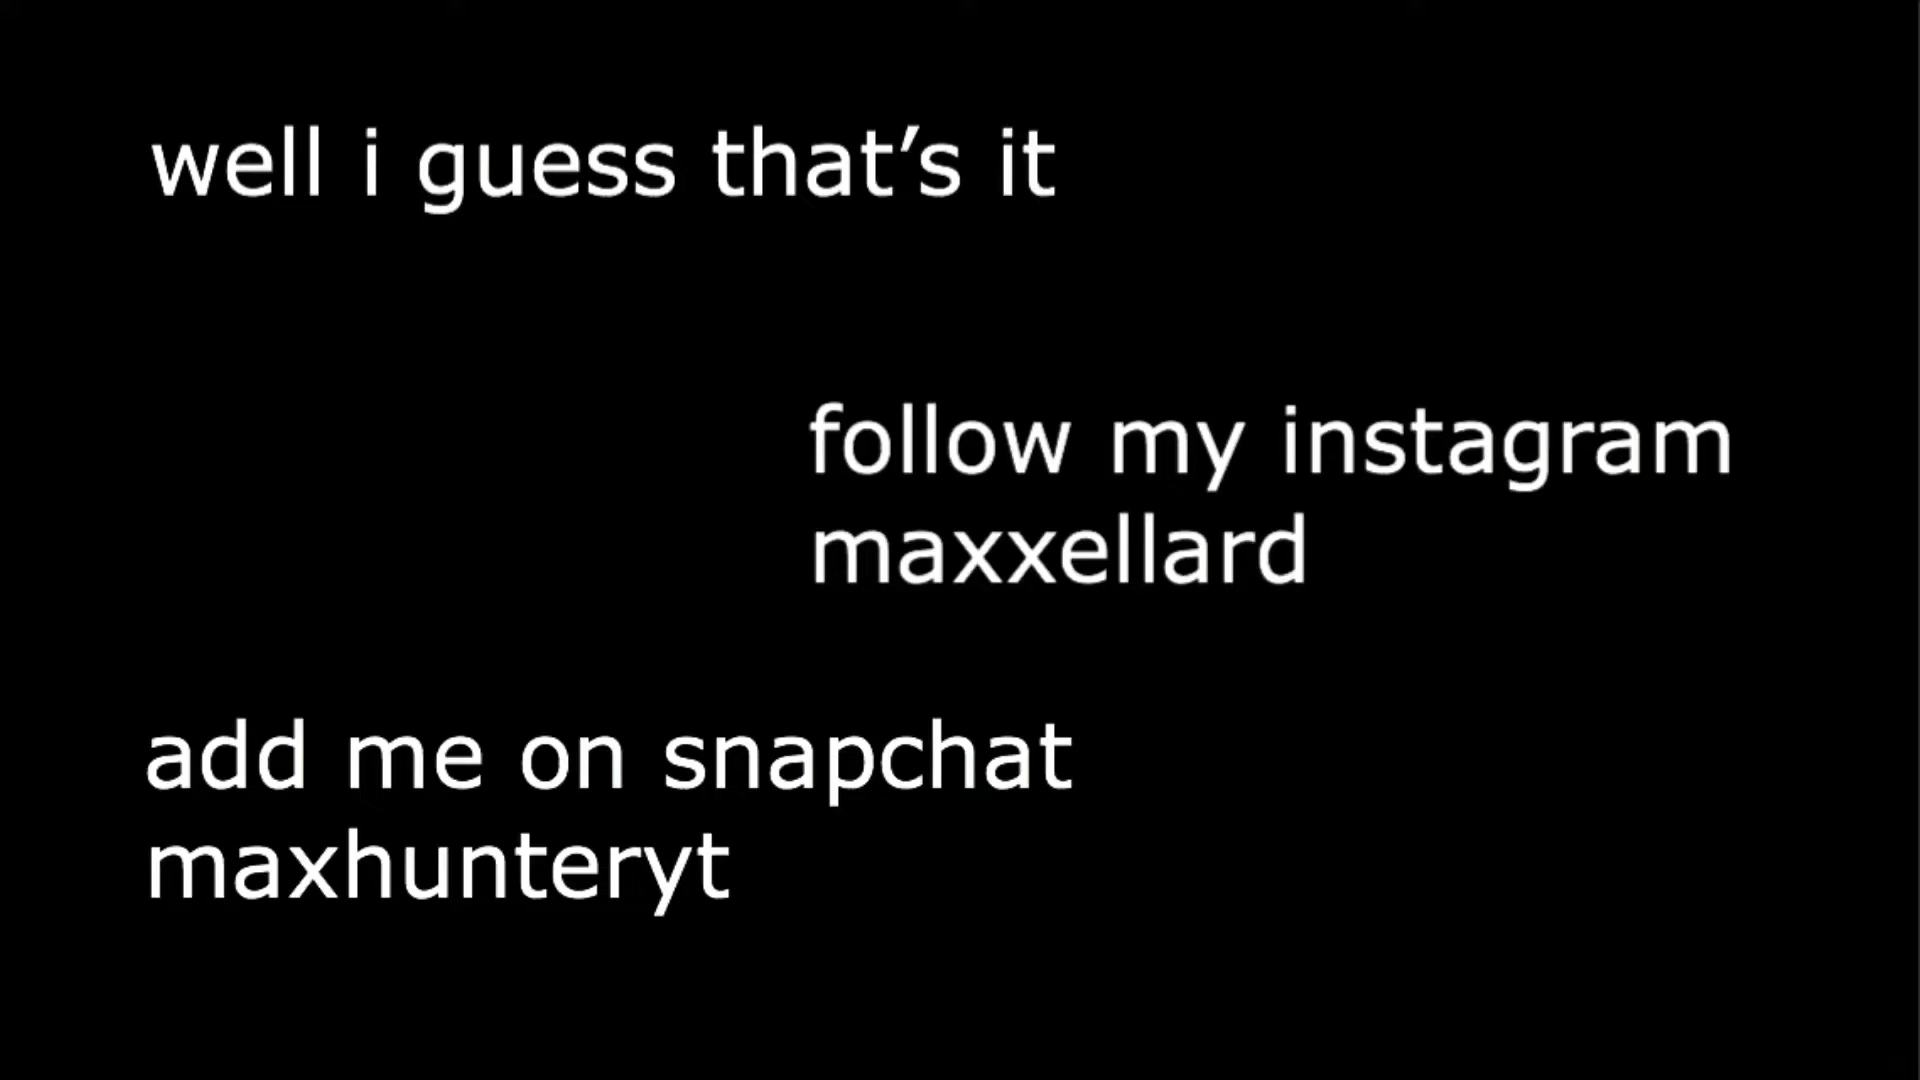 well i guess that’s it
follow my instagram
maxxellard
add me on snapchat
maxhunteryt